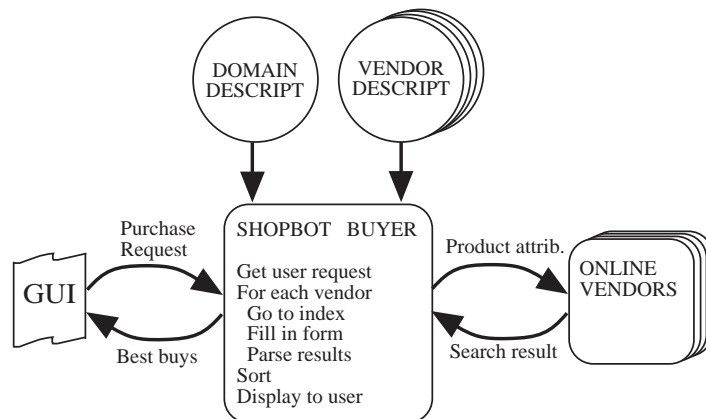 DOMAIN
DESCRIPT
VENDOR
DESCRIPT
Purchase
Request
GUI
Best buys
SHOPBOT BUYER
Get user request
For each vendor
Go to index
Fill in form
Parse results
Sort
Display to user
Product attrib.
Search result
ONLINE
VENDORS